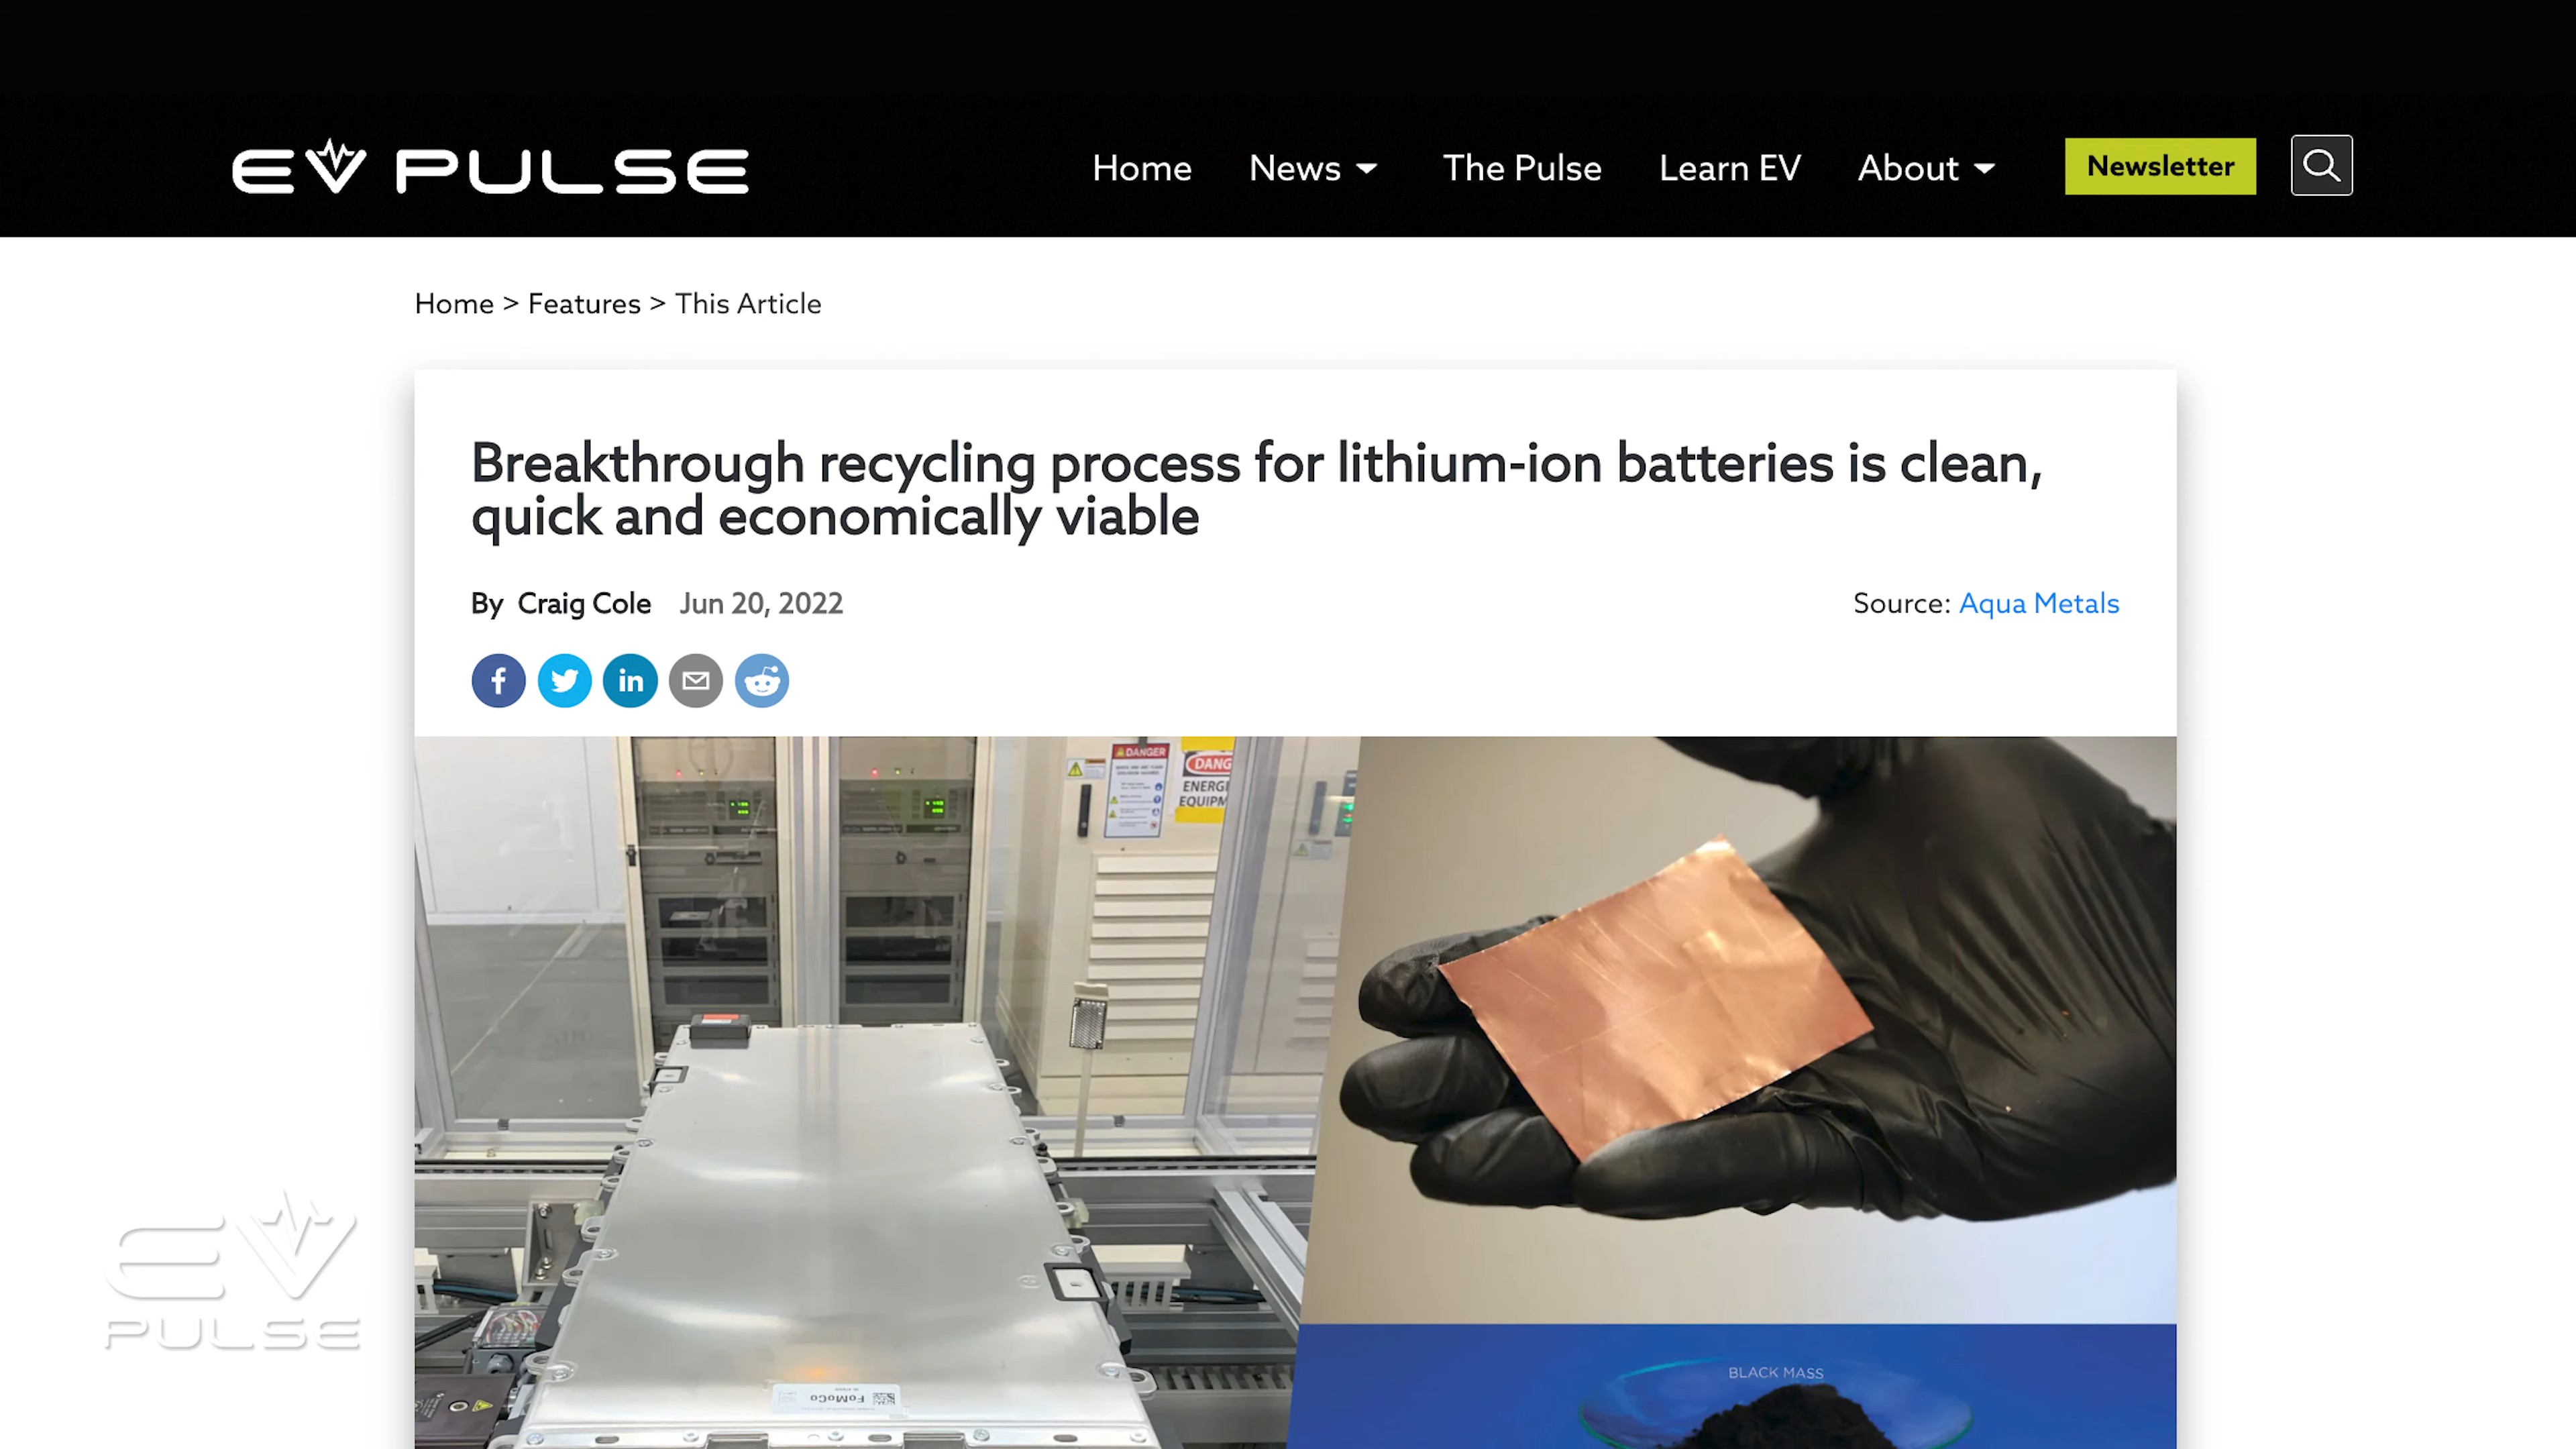 EV PULSE
Home News The Pulse Learn EV About Newsletter
Home > Features > This Article
Breakthrough recycling process for lithium-ion batteries is clean,
quick and economically viable
By Craig Cole Jun 20, 2022
Source: Aqua Metals
DANGER
DANG
ENERGI
EQUIPM
FoMoCo
BLACK MASS
EV
PULSE